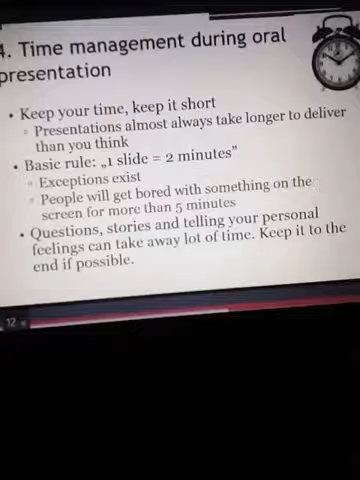 4. Time management during oral
presentation
• Keep your time, keep it short
▫ Presentations almost always take longer to deliver
than you think
• Basic rule: „1 slide = 2 minutes”
▫ Exceptions exist
▫ People will get bored with something on the
screen for more than 5 minutes
• Questions, stories and telling your personal
feelings can take away lot of time. Keep it to the
end if possible.
12